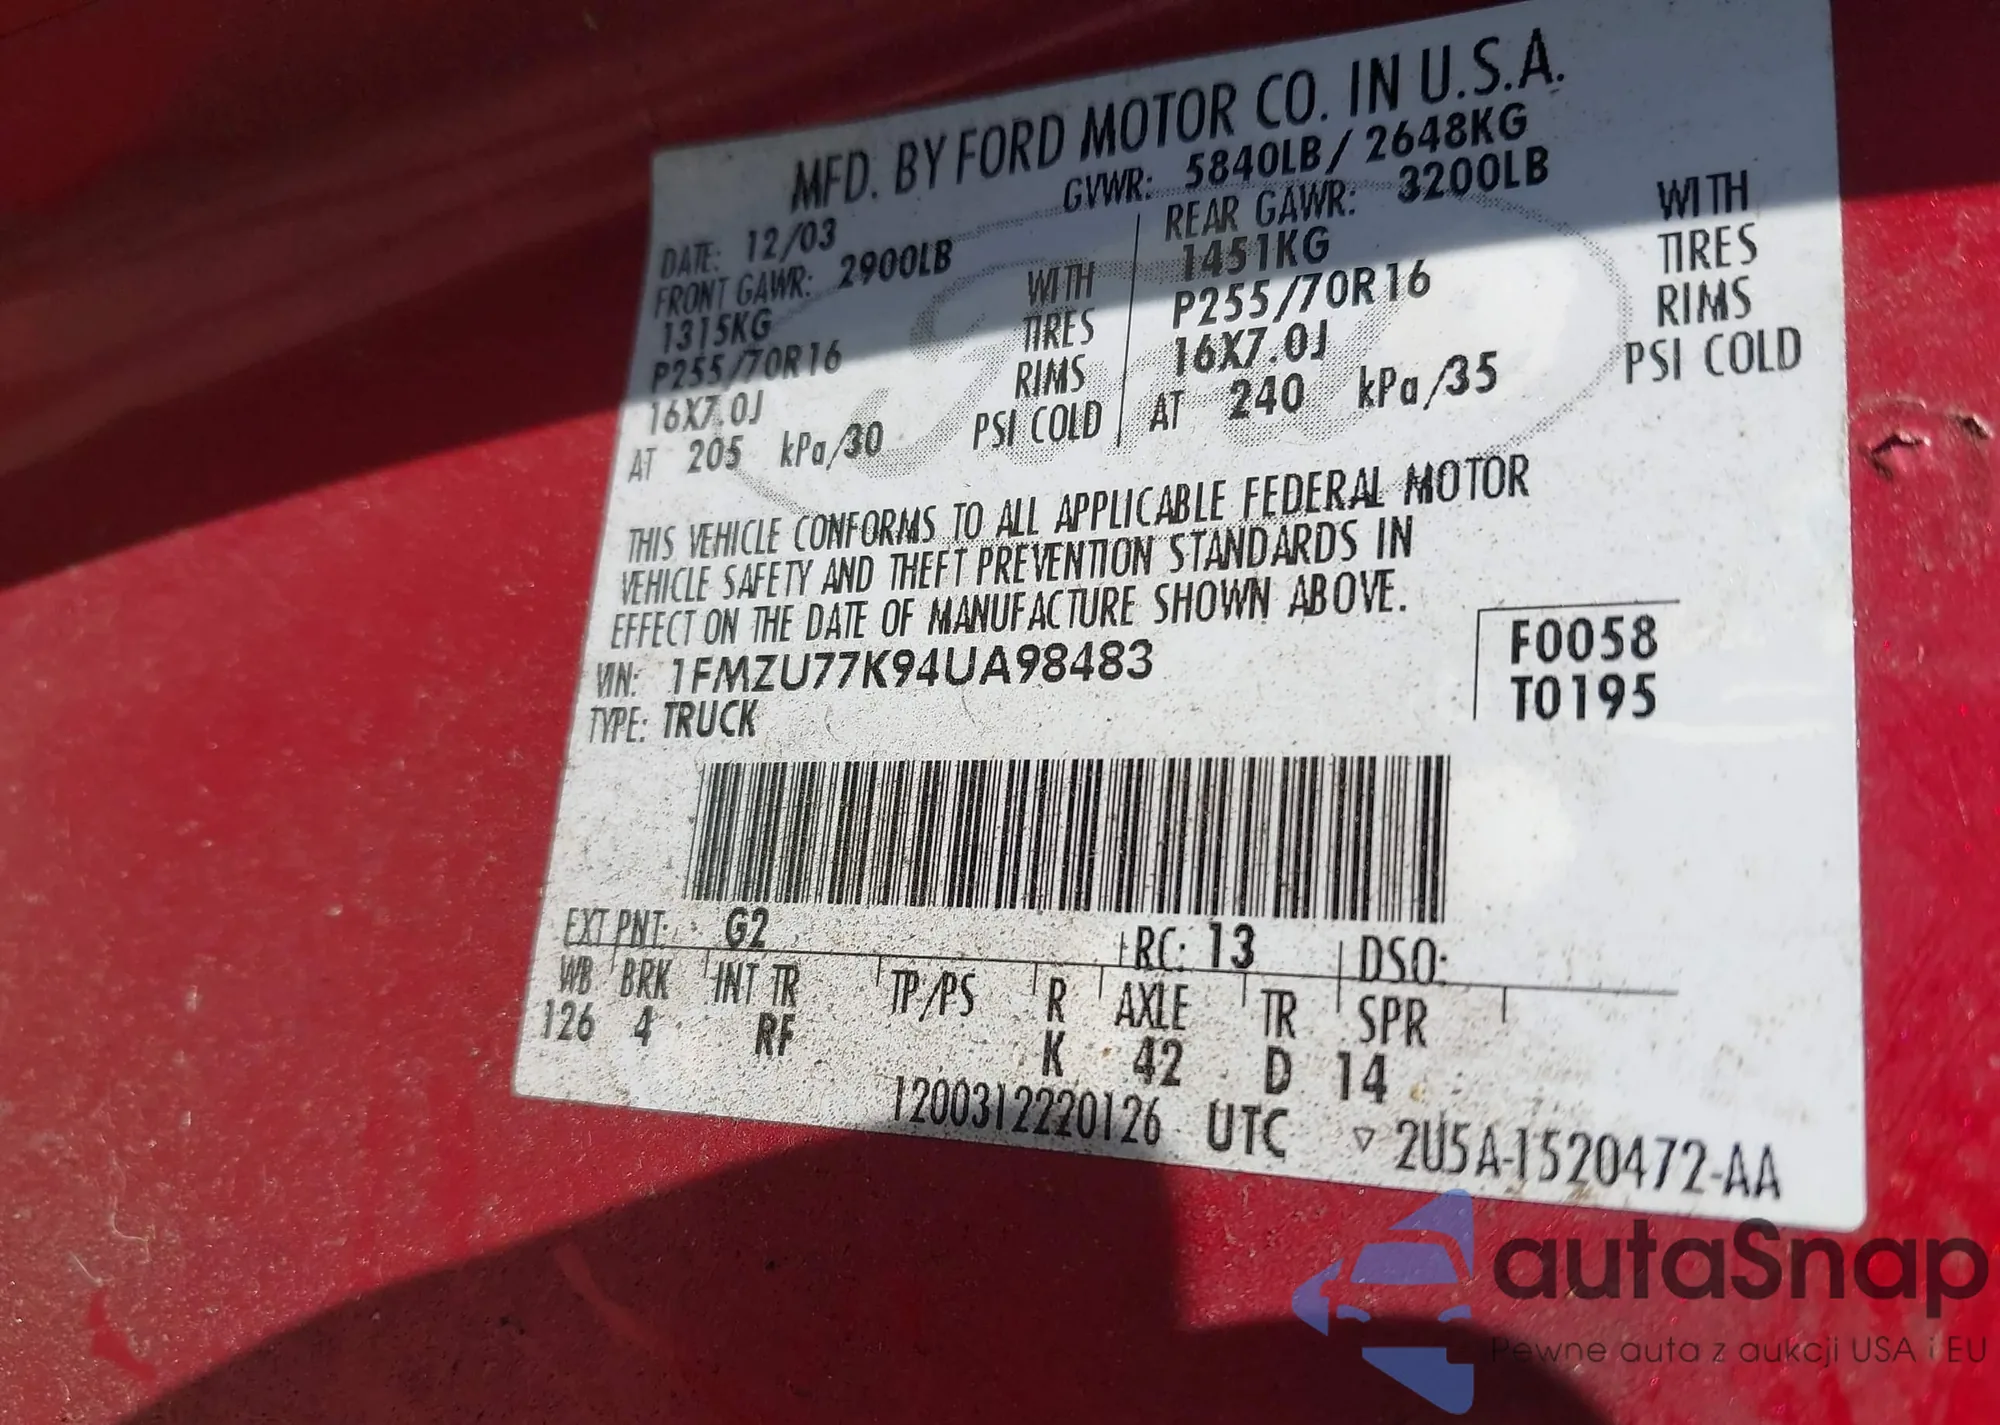 MFD. BY FORD MOTOR CO. IN U.S.A.
DATE: 12/03 GVWR: 5840LB / 2648KG
FRONT GAWR: 2900LB REAR GAWR: 3200LB
1315KG WITH 1451KG WITH
P255/70R16 TIRES P255/70R16 TIRES
16X7.0J RIMS 16X7.0J RIMS
AT 205 kPa/30 PSI COLD AT 240 kPa/35 PSI COLD
THIS VEHICLE CONFORMS TO ALL APPLICABLE FEDERAL MOTOR
VEHICLE SAFETY AND THEFT PREVENTION STANDARDS IN
EFFECT ON THE DATE OF MANUFACTURE SHOWN ABOVE.
VIN: 1FMZU77K94UA98483 F0058
TYPE: TRUCK T0195
EXT PNT: G2 RC: 13 DSO:
WB BRK INT TR TP/PS R AXLE TR SPR
126 4 RF K 42 D 14
1200312220126 UTC ▽ 2U5A-1520472-AA
autaSnap
Pewne auta z aukcji USA i EU